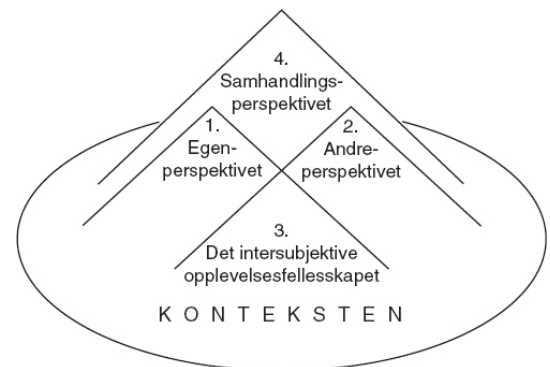 4.
Samhandlings-
perspektivet
1.
Egen-
perspektivet
2.
Andre-
perspektivet
3.
Det intersubjektive
opplevelsesfellesskapet
KONTEKSTEN